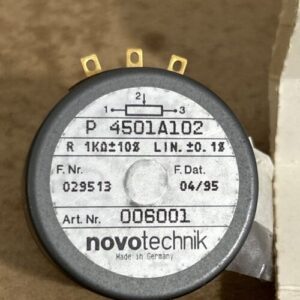 2
1 3
P 4501A102
R 1KΩ±10% LIN.±0.1%
F.Nr. F.Dat.
029513 04/95
Art.Nr. 006001
novotechnik
Made in Germany